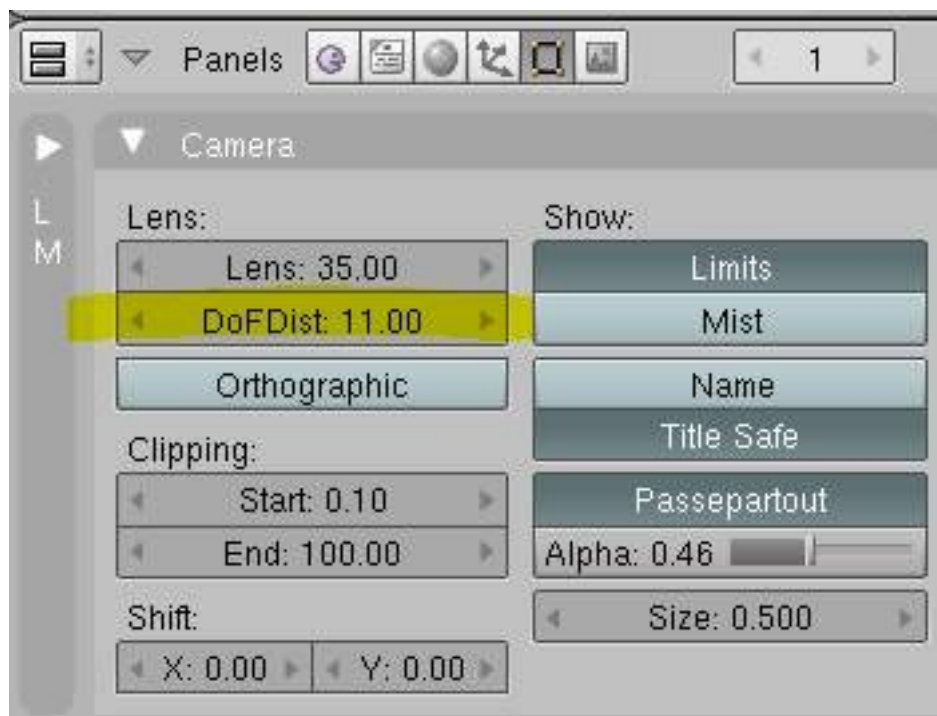 Panels
1
Camera
L
M
Lens:
Lens: 35.00
DoFDist: 11.00
Orthographic
Clipping:
Start: 0.10
End: 100.00
Shift:
X: 0.00
Y: 0.00
Show:
Limits
Mist
Name
Title Safe
Passepartout
Alpha: 0.46
Size: 0.500